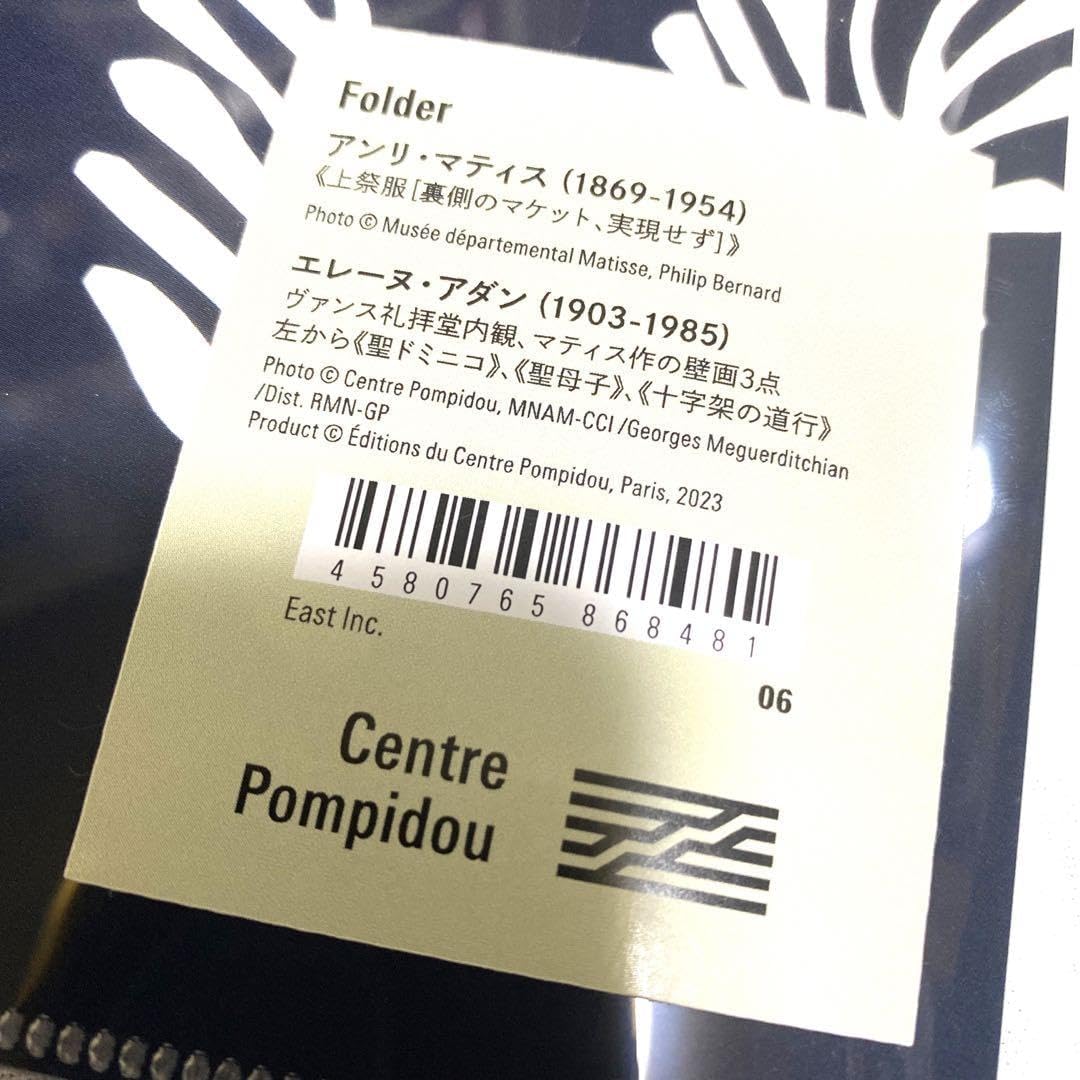 Folder
アンリ・マティス (1869-1954)
《上祭服[裏側のマケット、実現せず]》
Photo © Musée départemental Matisse, Philip Bernard
エレーヌ・アダン (1903-1985)
ヴァンス礼拝堂内観、マティス作の壁画3点
左から《聖ドミニコ》、《聖母子》、《十字架の道行》
Photo © Centre Pompidou, MNAM-CCI /Georges Meguerditchian
/Dist. RMN-GP
Product © Éditions du Centre Pompidou, Paris, 2023
4 580765 868481
East Inc.
06
Centre
Pompidou